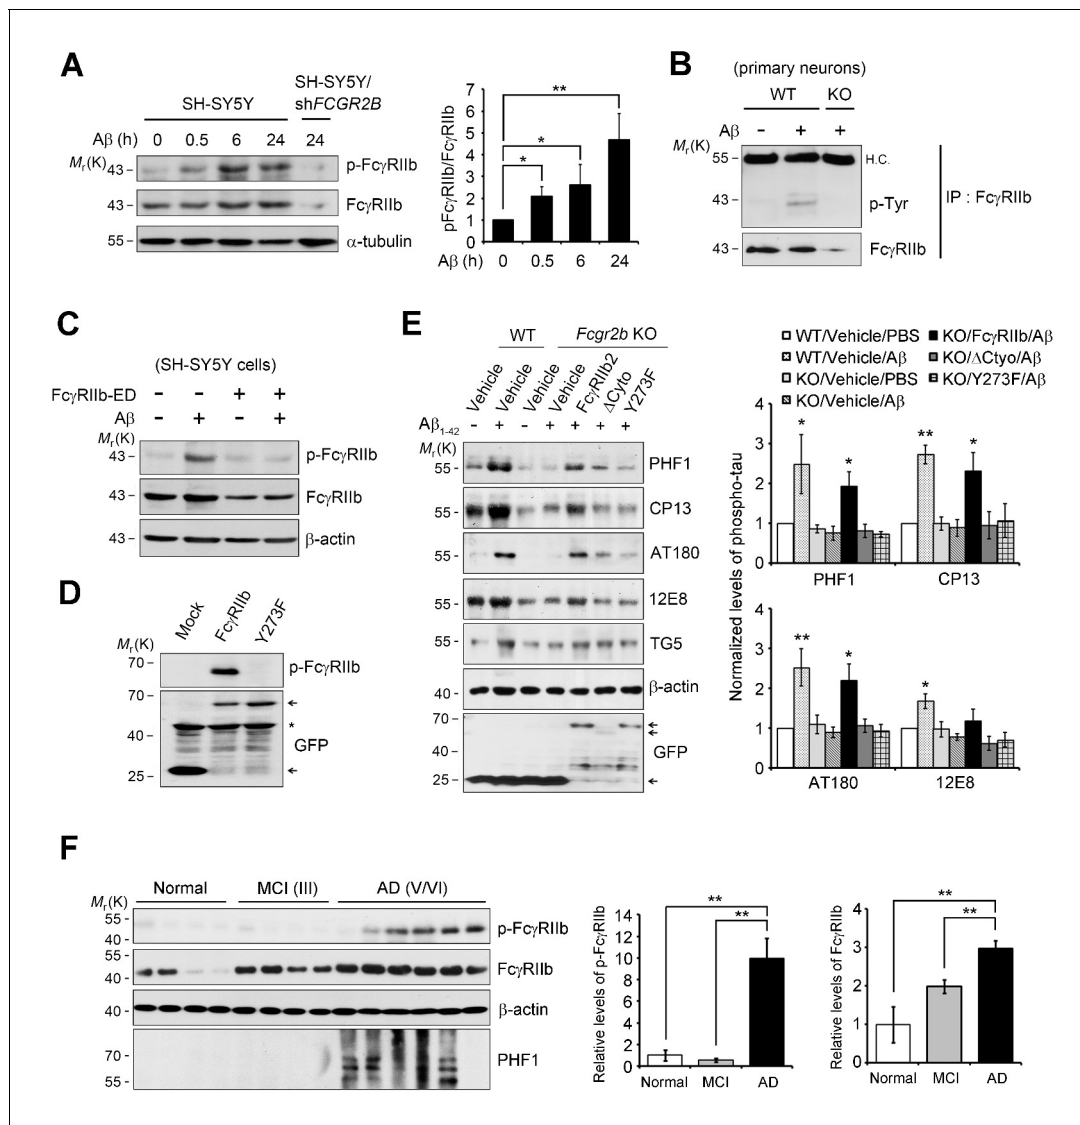 A
SH-SY5Y
SH-SY5Y/
shFCGR2B
Aβ (h) 0 0.5 6 24 24
Mr(K)
43 – p-FcγRIIb
43 – FcγRIIb
55 – α-tubulin
pFcγRIIb/FcγRIIb
7
6
5
4
3
2
1
0
**
*
*
Aβ (h) 0 0.5 6 24
B
(primary neurons)
WT KO
Aβ – + +
Mr(K)
55 – H.C.
43 – p-Tyr
43 – FcγRIIb
IP : FcγRIIb
C
(SH-SY5Y cells)
FcγRIIb-ED – – + +
Aβ – + – +
Mr(K)
43 – p-FcγRIIb
43 – FcγRIIb
43 – β-actin
D
Mock FcγRIIb Y273F
Mr(K)
70 – p-FcγRIIb
70 –
55 –
40 –
25 –
*
GFP
E
WT Fcgr2b KO
Vehicle Vehicle Vehicle Vehicle FcγRIIb2 ΔCyto Y273F
Aβ1-42 – + – + + + +
Mr(K)
55 – PHF1
55 – CP13
55 – AT180
55 – 12E8
55 – TG5
40 – β-actin
70 –
40 –
25 –
GFP
WT/Vehicle/PBS KO/FcγRIIb/Aβ
WT/Vehicle/Aβ KO/ΔCtyo/Aβ
KO/Vehicle/PBS KO/Y273F/Aβ
KO/Vehicle/Aβ
Normalized levels of phospho-tau
4
3
2
1
0
* * ** *
PHF1 CP13
4
3
2
1
0
** * *
AT180 12E8
F
Normal MCI (III) AD (V/VI)
Mr(K)
55 –
40 –
p-FcγRIIb
55 –
40 –
FcγRIIb
40 – β-actin
70 –
55 –
PHF1
Relative levels of p-FcγRIIb
14
12
10
8
6
4
2
0
**
**
Normal MCI AD
Relative levels of FcγRIIb
4
3
2
1
0
**
**
Normal MCI AD